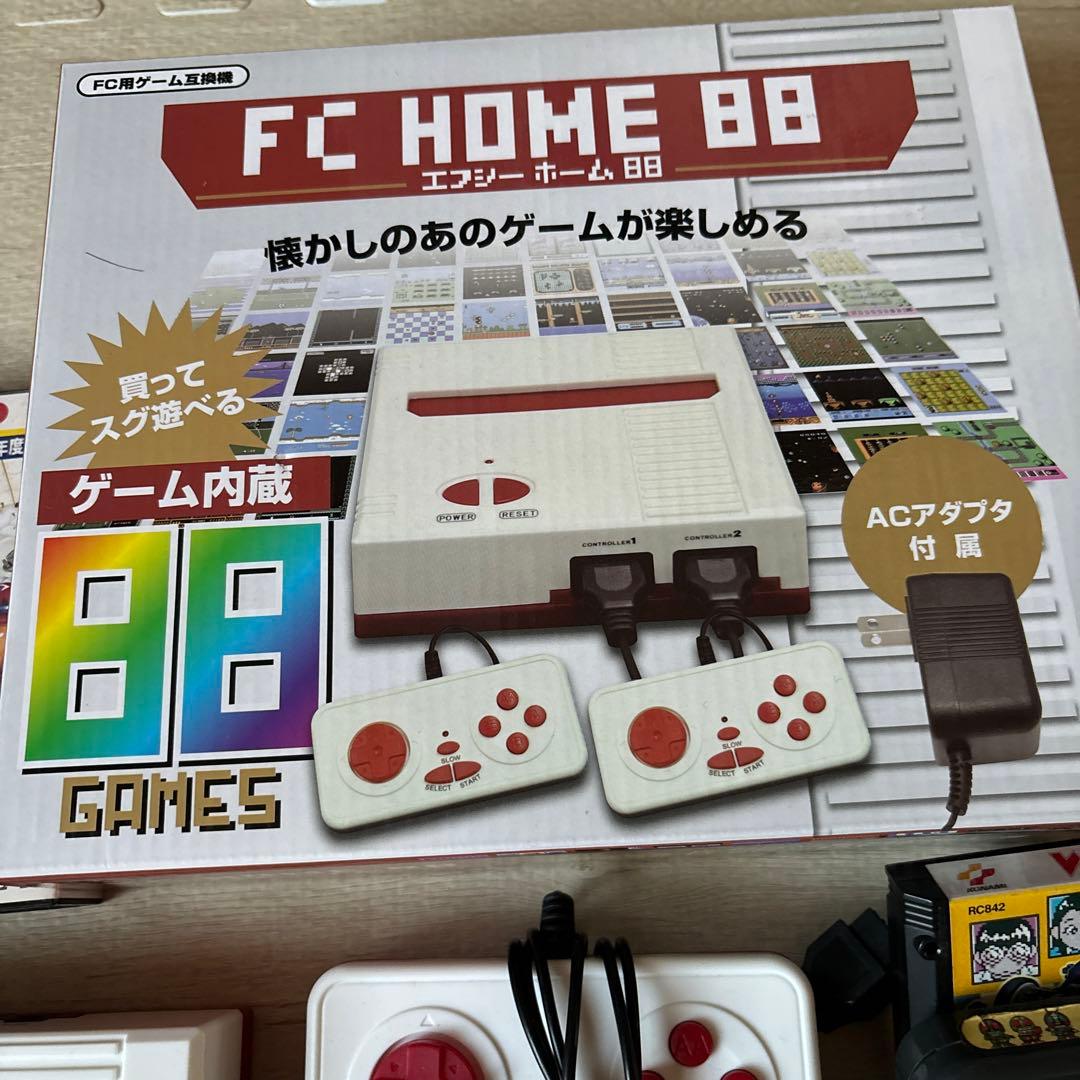 FC用ゲーム互換機
FC HOME 88
エフシー ホーム 88
懐かしのあのゲームが楽しめる
買って
スグ遊べる
ゲーム内蔵
88
GAMES
POWER
RESET
CONTROLLER1
CONTROLLER2
ACアダプタ
付属
SLOW
SELECT START
SLOW
SELECT START
年度
KONAMI
RC842